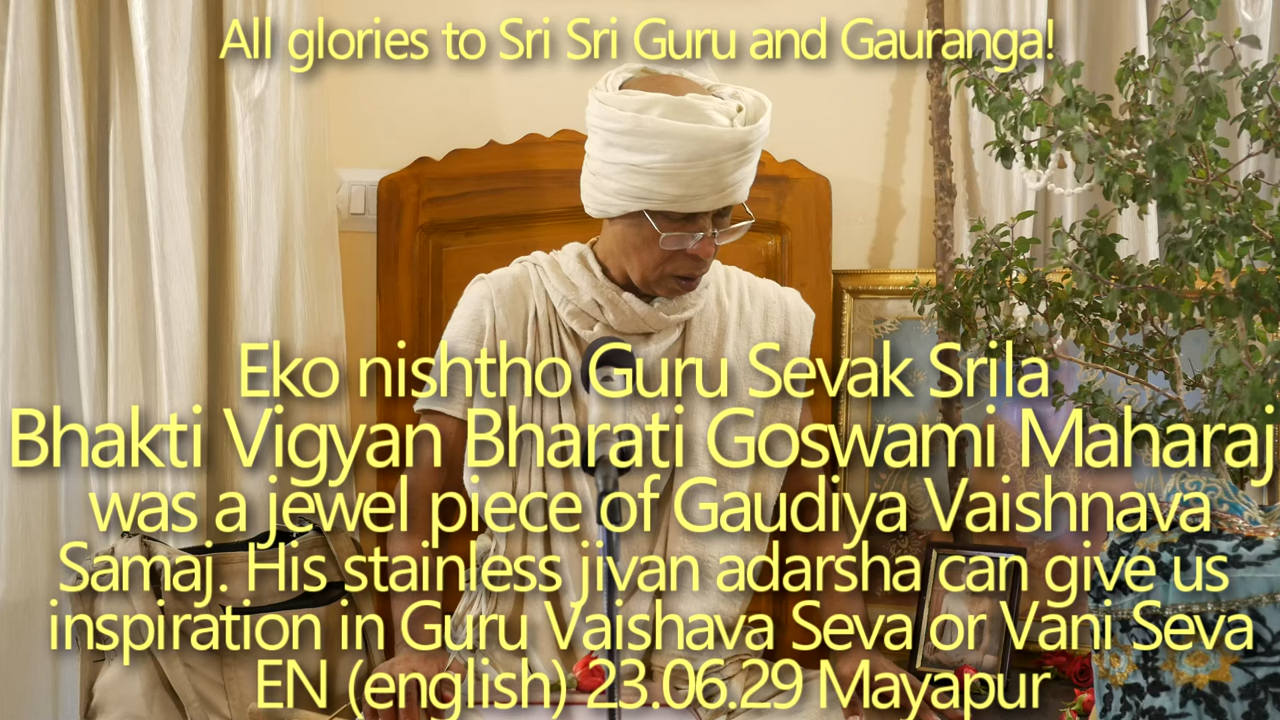 All glories to Sri Sri Guru and Gauranga!
Eko nishtho Guru Sevak Srila
Bhakti Vigyan Bharati Goswami Maharaj
was a jewel piece of Gaudiya Vaishnava
Samaj. His stainless jivan adarsha can give us
inspiration in Guru Vaishava Seva or Vani Seva
EN (english) 23.06.29 Mayapur